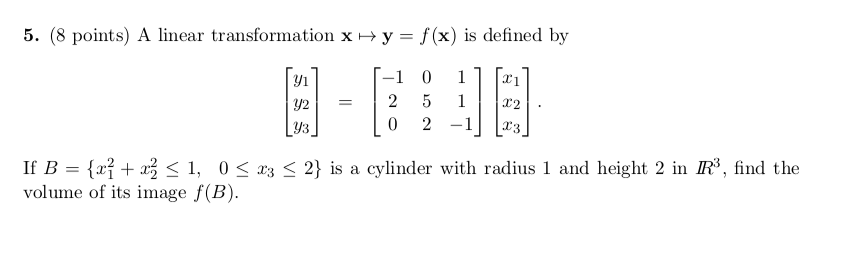 5. (8 points) A linear transformation x ↦ y = f(x) is defined by
[y₁ y₂ y₃] = [−1 0 1; 2 5 1; 0 2 −1] [x₁ x₂ x₃] .
If B = {x₁² + x₂² ≤ 1, 0 ≤ x₃ ≤ 2} is a cylinder with radius 1 and height 2 in ℝ³, find the
volume of its image f(B).